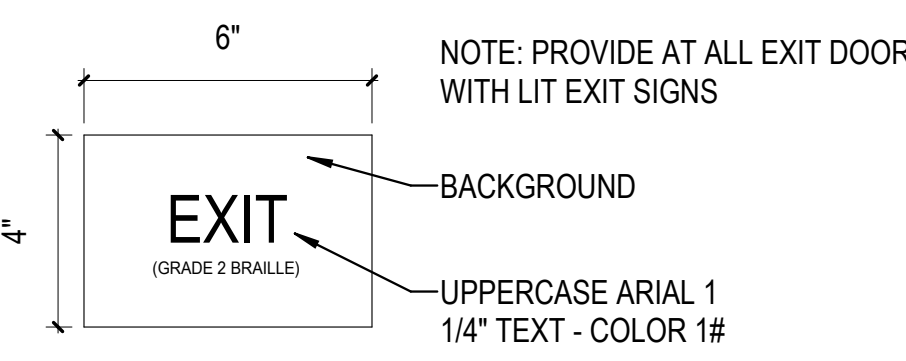 6"
NOTE: PROVIDE AT ALL EXIT DOOR
WITH LIT EXIT SIGNS
4"
BACKGROUND
EXIT
(GRADE 2 BRAILLE)
UPPERCASE ARIAL 1
1/4" TEXT - COLOR 1#